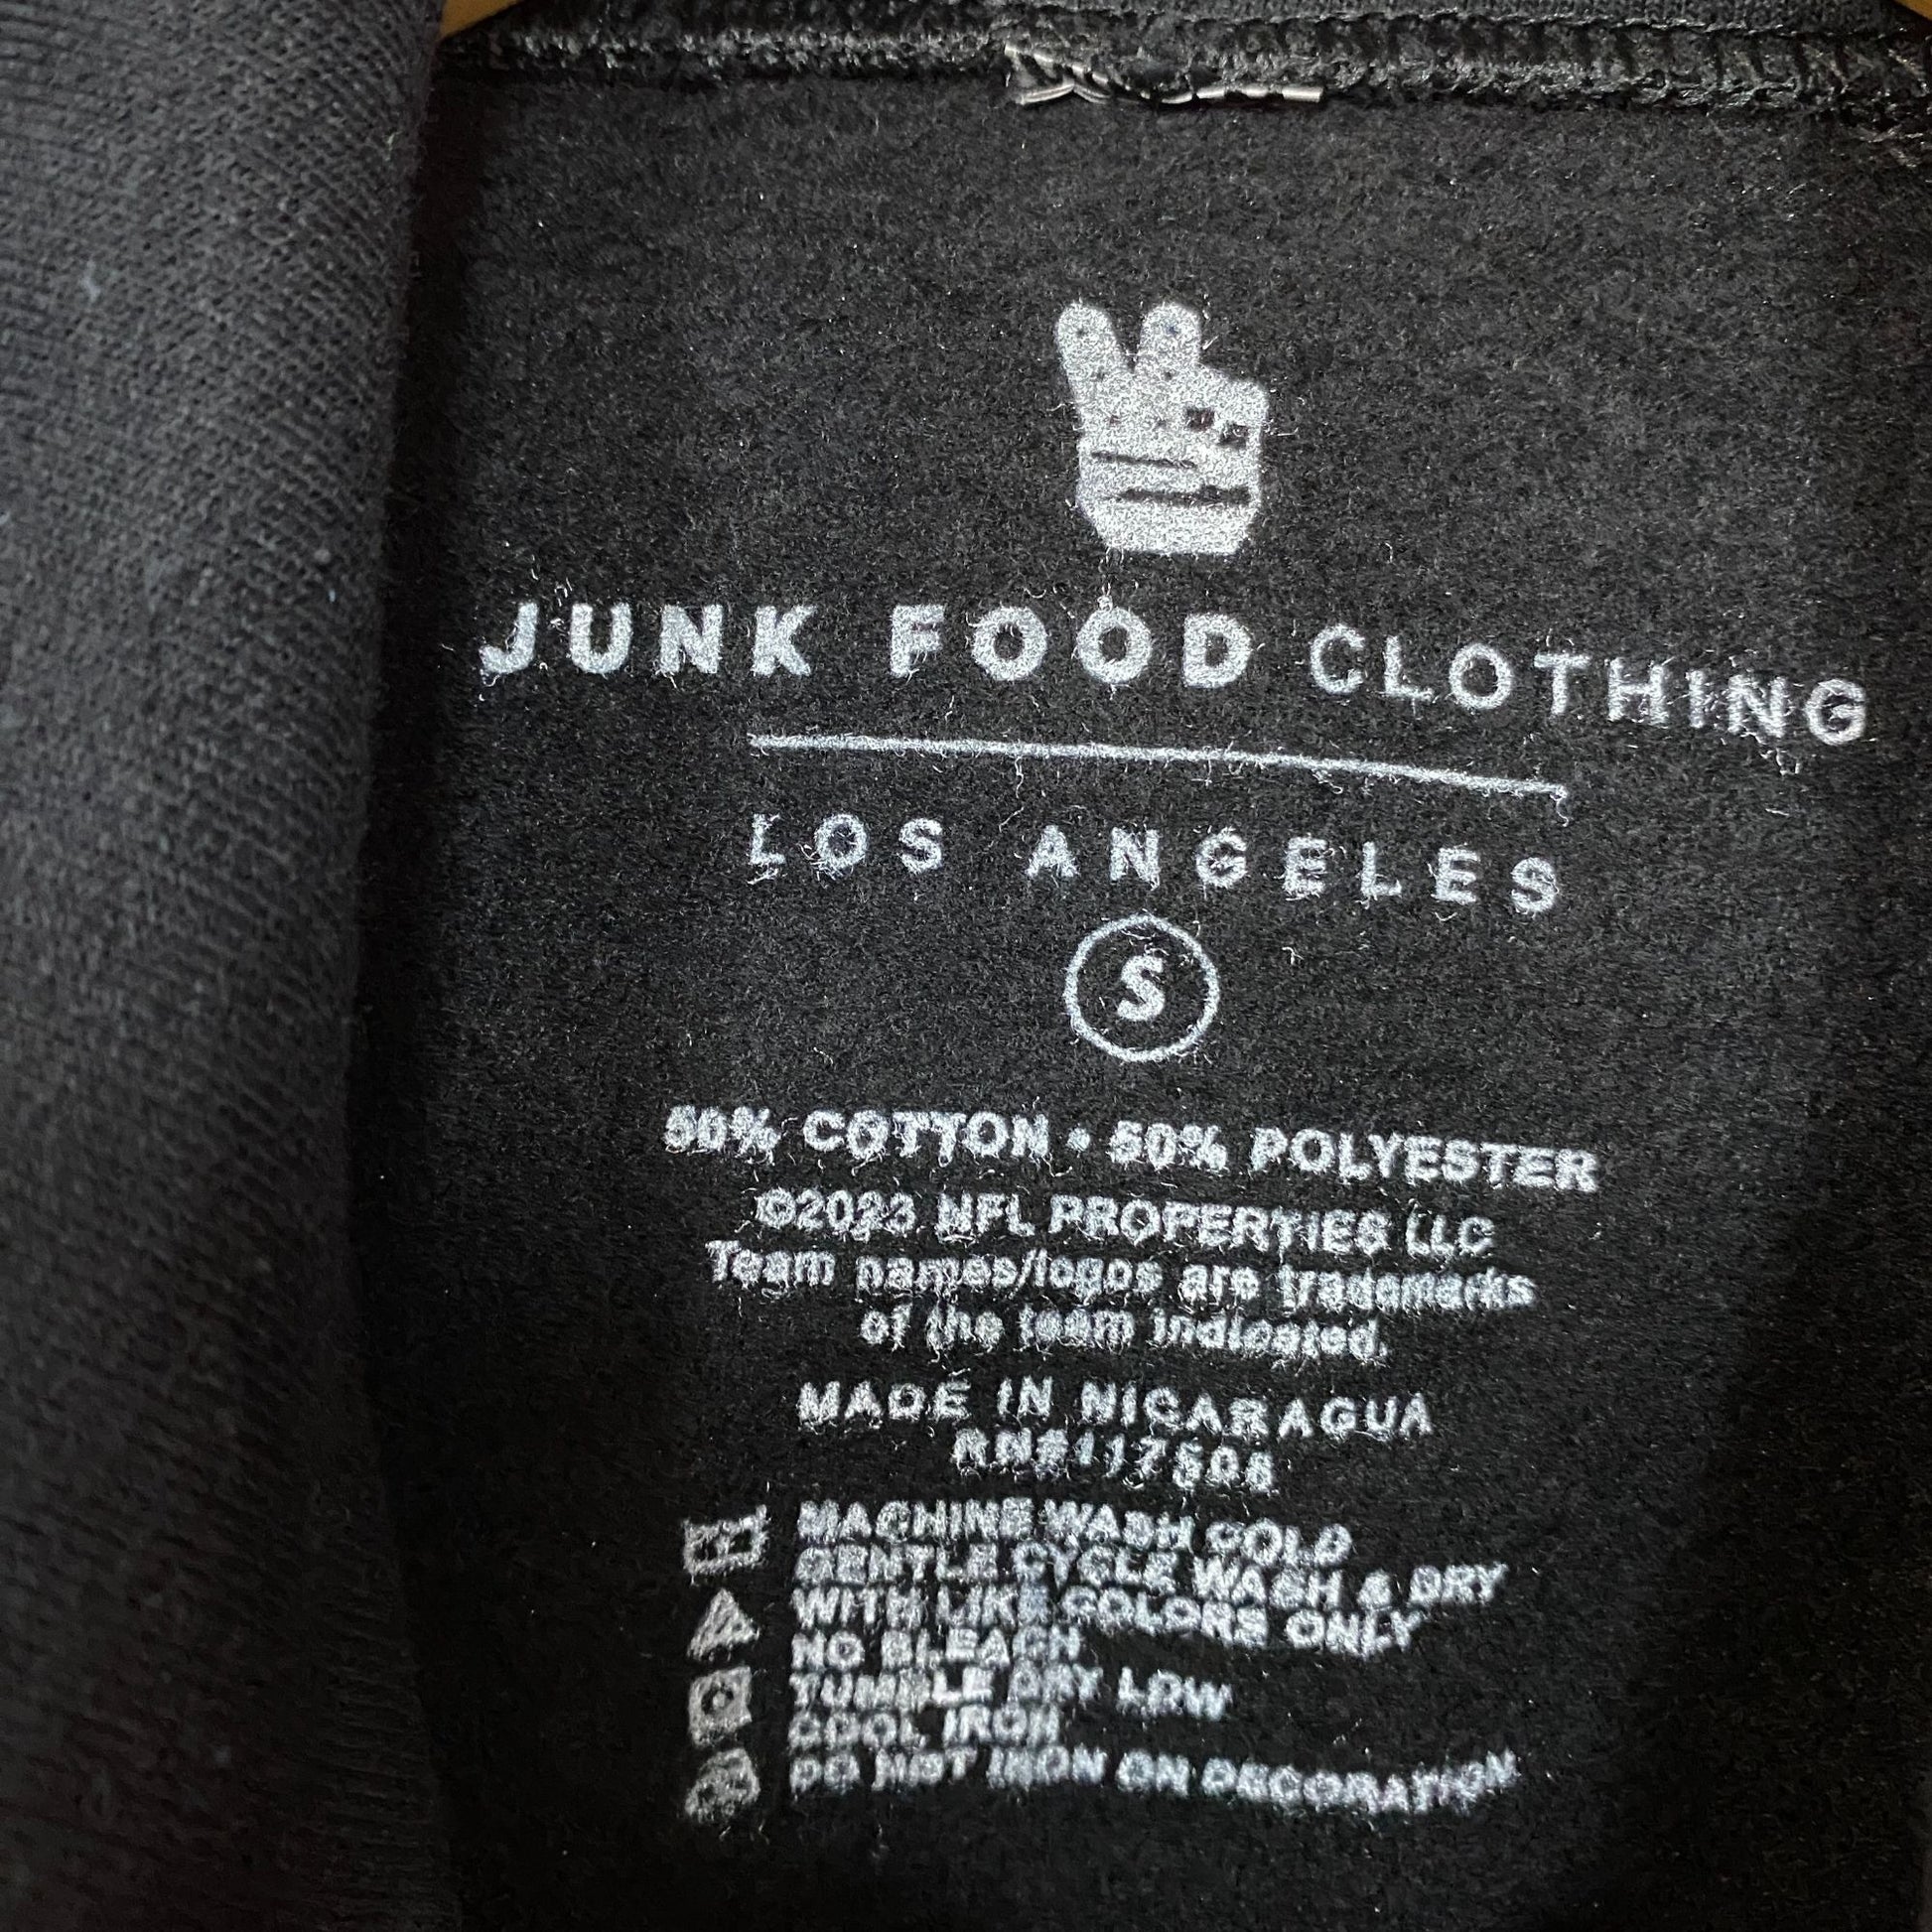 JUNK FOOD CLOTHING
LOS ANGELES
S
50% COTTON • 50% POLYESTER
©2023 NFL PROPERTIES LLC
Team names/logos are trademarks
of the team indicated.
MADE IN NICARAGUA
RN#117506
MACHINE WASH COLD
GENTLE CYCLE WASH & DRY
WITH LIKE COLORS ONLY
NO BLEACH
TUMBLE DRY LOW
COOL IRON
DO NOT IRON ON DECORATION